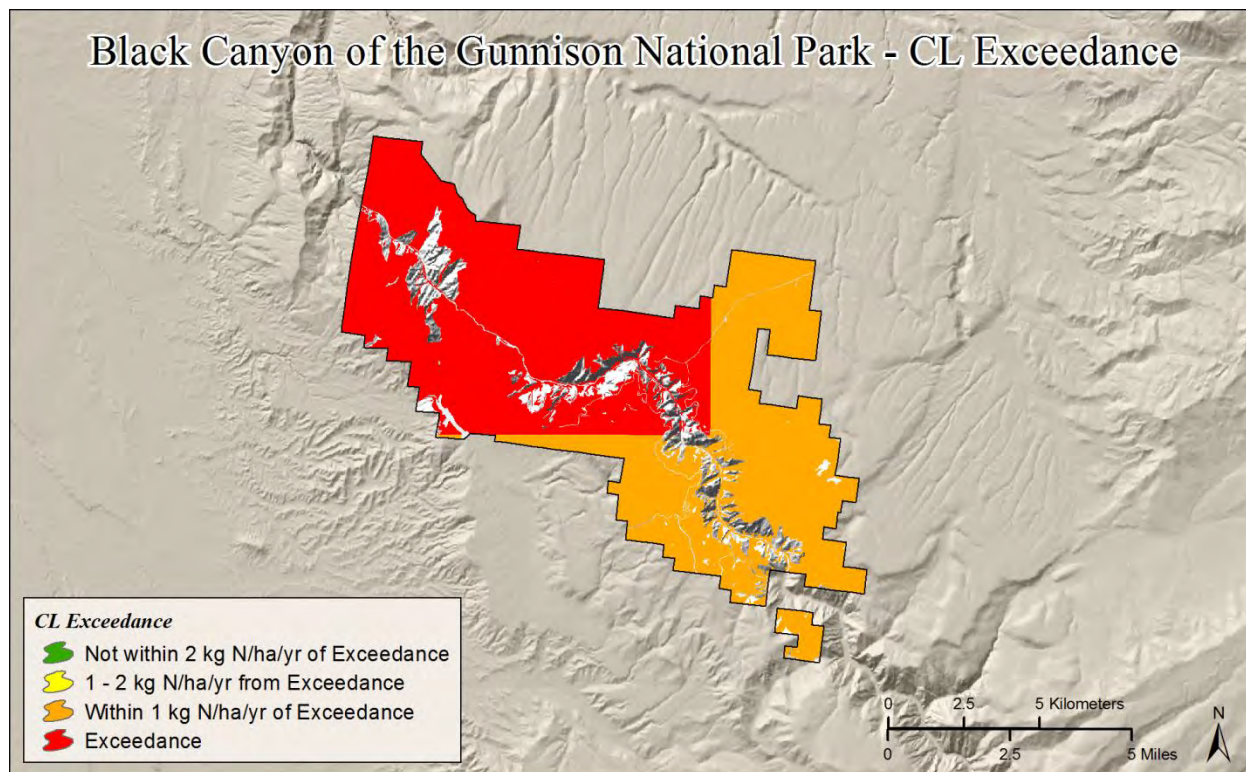 Black Canyon of the Gunnison National Park - CL Exceedance
CL Exceedance
Not within 2 kg N/ha/yr of Exceedance
1 - 2 kg N/ha/yr from Exceedance
Within 1 kg N/ha/yr of Exceedance
Exceedance
0 2.5 5 Kilometers
0 2.5 5 Miles
N